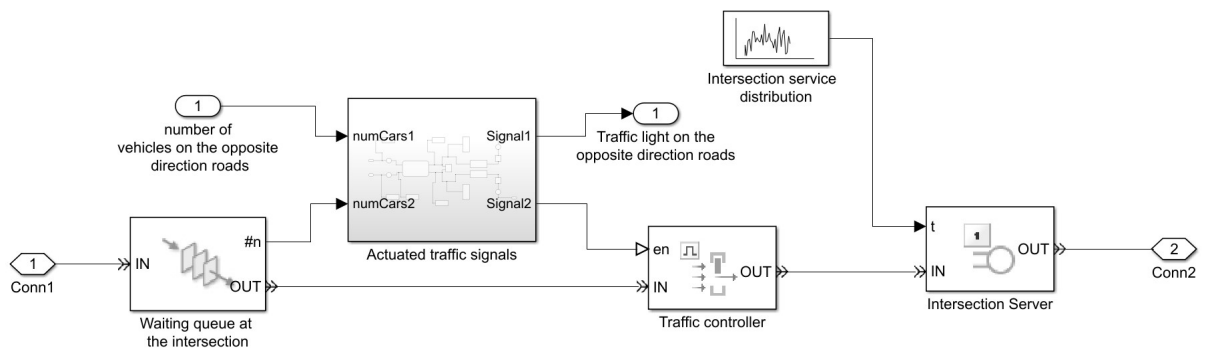 Intersection service
distribution
1
number of
vehicles on the opposite
direction roads
numCars1
numCars2
Signal1
Signal2
Actuated traffic signals
1
Traffic light on the
opposite direction roads
1
Conn1
IN
#n
OUT
Waiting queue at
the intersection
en
IN
OUT
Traffic controller
t
IN
1
OUT
Intersection Server
2
Conn2